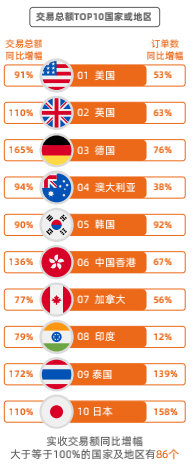 交易总额TOP10国家或地区
交易总额 订单数
同比增幅 同比增幅
91% 01 美国 53%
110% 02 英国 63%
165% 03 德国 76%
94% 04 澳大利亚 38%
90% 05 韩国 92%
136% 06 中国香港 67%
77% 07 加拿大 56%
79% 08 印度 12%
172% 09 泰国 139%
110% 10 日本 158%
实收交易额同比增幅
大于等于100%的国家及地区有86个